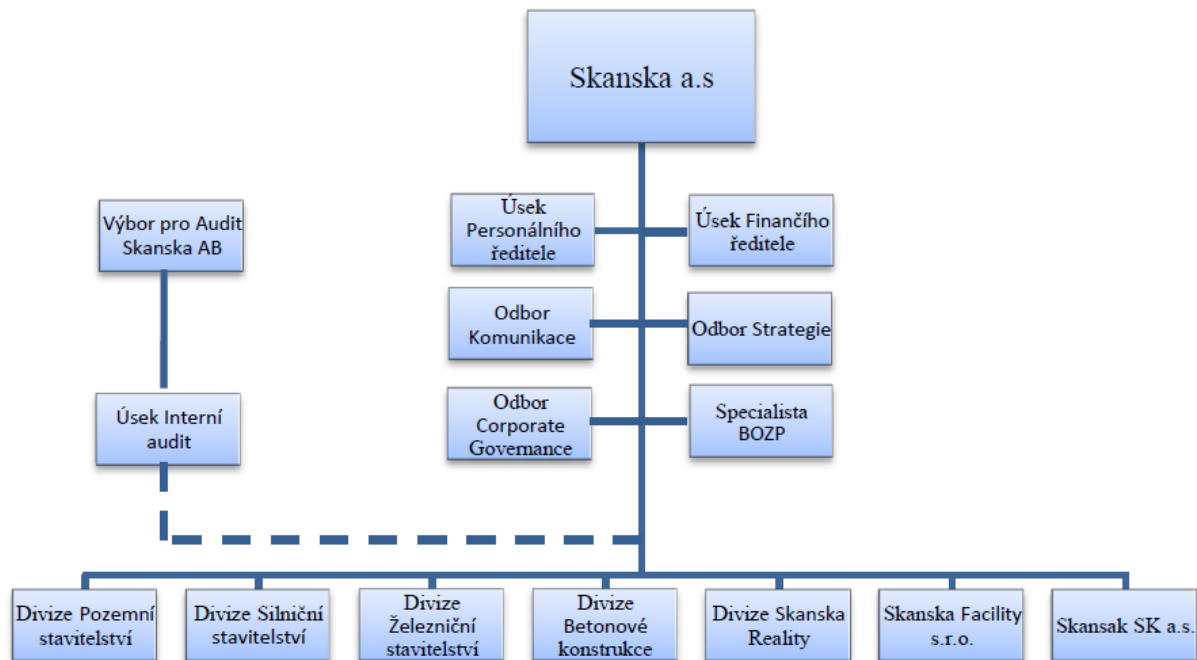 Skanska a.s
Výbor pro Audit
Skanska AB
Úsek
Personálního
ředitele
Úsek Finančího
ředitele
Odbor
Komunikace
Odbor Strategie
Úsek Interní
audit
Odbor
Corporate
Governance
Specialista
BOZP
Divize Pozemní
stavitelství
Divize Silniční
stavitelství
Divize
Železniční
stavitelství
Divize
Betonové
konstrukce
Divize Skanska
Reality
Skanska Facility
s.r.o.
Skansak SK a.s.